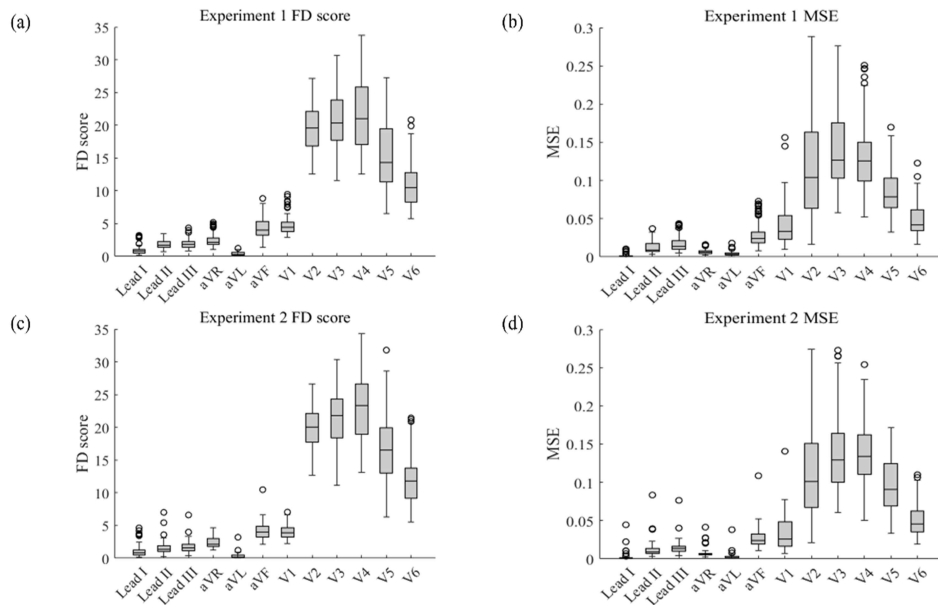 (a)
Experiment 1 FD score
FD score
35
30
25
20
15
10
5
0
Lead I
Lead II
Lead III
aVR
aVL
aVF
V1
V2
V3
V4
V5
V6
(b)
Experiment 1 MSE
MSE
0.3
0.25
0.2
0.15
0.1
0.05
0
Lead I
Lead II
Lead III
aVR
aVL
aVF
V1
V2
V3
V4
V5
V6
(c)
Experiment 2 FD score
FD score
35
30
25
20
15
10
5
0
Lead I
Lead II
Lead III
aVR
aVL
aVF
V1
V2
V3
V4
V5
V6
(d)
Experiment 2 MSE
MSE
0.3
0.25
0.2
0.15
0.1
0.05
0
Lead I
Lead II
Lead III
aVR
aVL
aVF
V1
V2
V3
V4
V5
V6